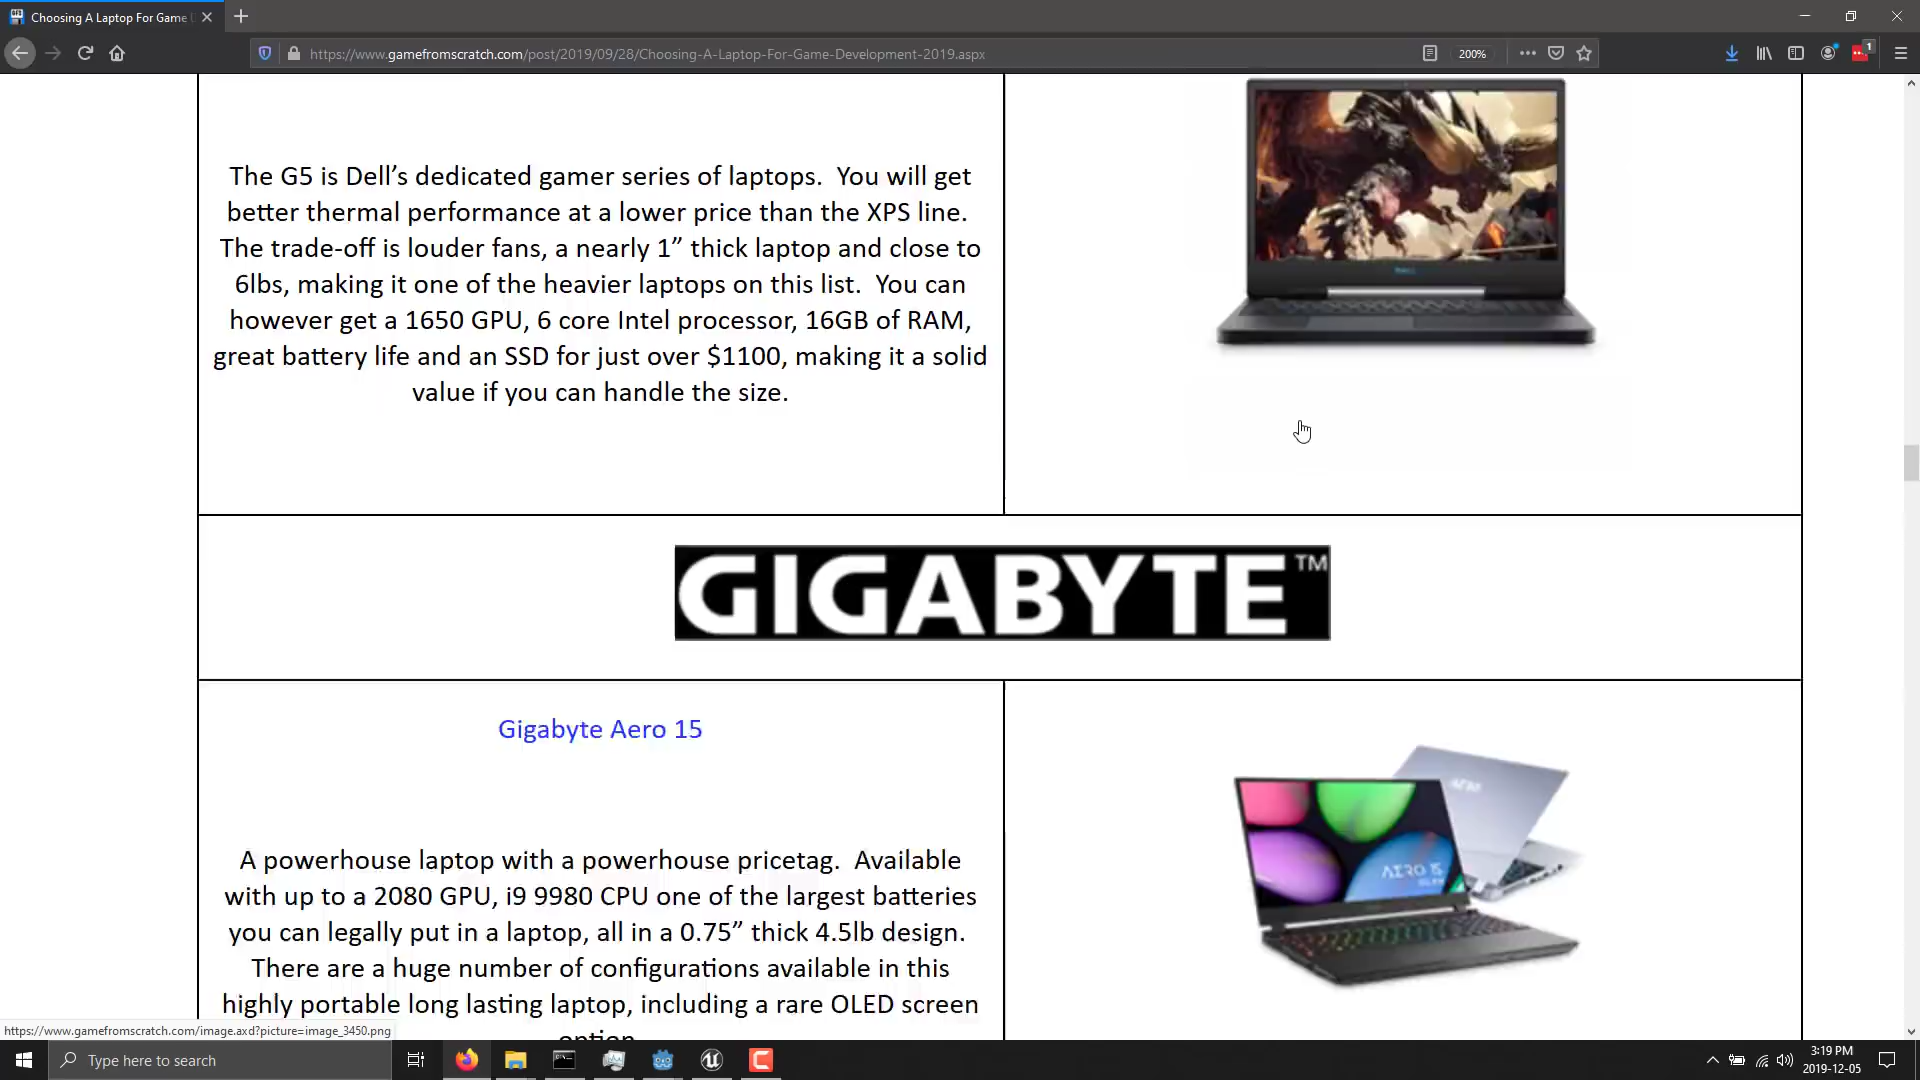 Choosing A Laptop For Game
https://www.gamefromscratch.com/post/2019/09/28/Choosing-A-Laptop-For-Game-Development-2019.aspx
200%
1
The G5 is Dell’s dedicated gamer series of laptops. You will get
better thermal performance at a lower price than the XPS line.
The trade-off is louder fans, a nearly 1” thick laptop and close to
6lbs, making it one of the heavier laptops on this list. You can
however get a 1650 GPU, 6 core Intel processor, 16GB of RAM,
great battery life and an SSD for just over $1100, making it a solid
value if you can handle the size.
GIGABYTE™
Gigabyte Aero 15
A powerhouse laptop with a powerhouse pricetag. Available
with up to a 2080 GPU, i9 9980 CPU one of the largest batteries
you can legally put in a laptop, all in a 0.75” thick 4.5lb design.
There are a huge number of configurations available in this
highly portable long lasting laptop, including a rare OLED screen
option
AERO
AERO 15
OLED
https://www.gamefromscratch.com/image.axd?picture=image_3450.png
Type here to search
3:19 PM
2019-12-05